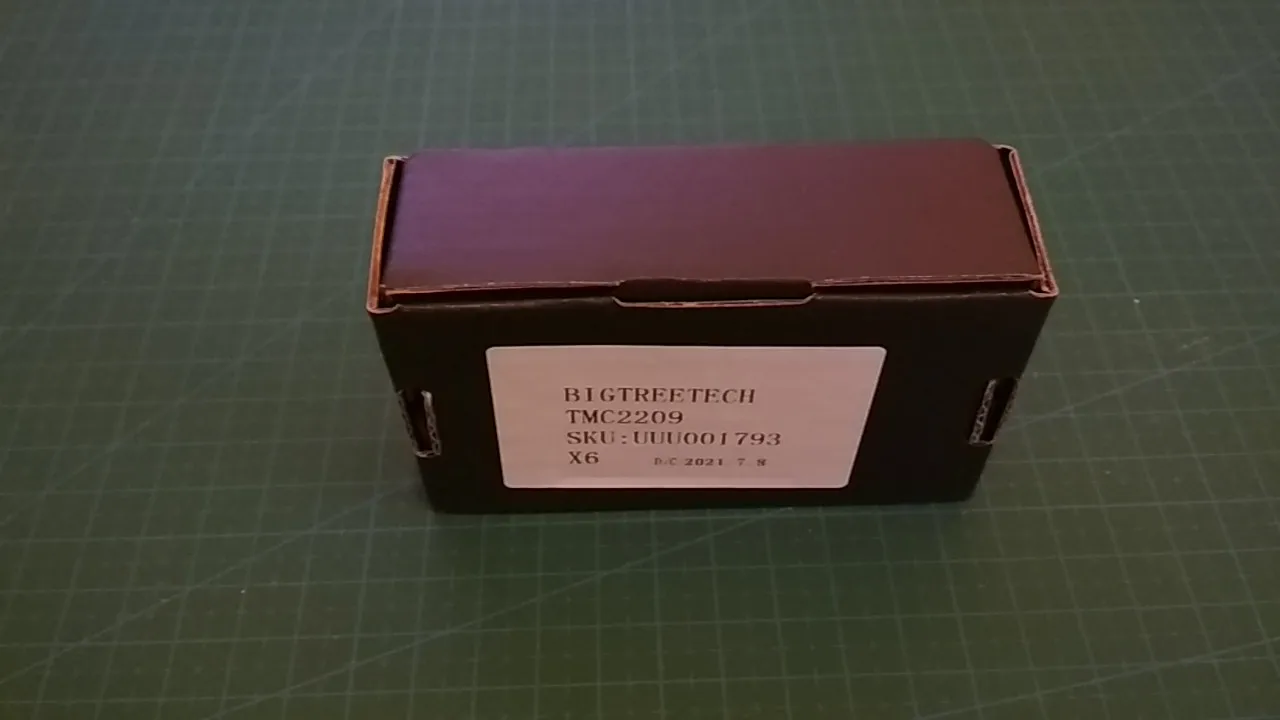 BIGTREETECH
TMC2209
SKU:UUU001793
X6 D/C 2021 7 8